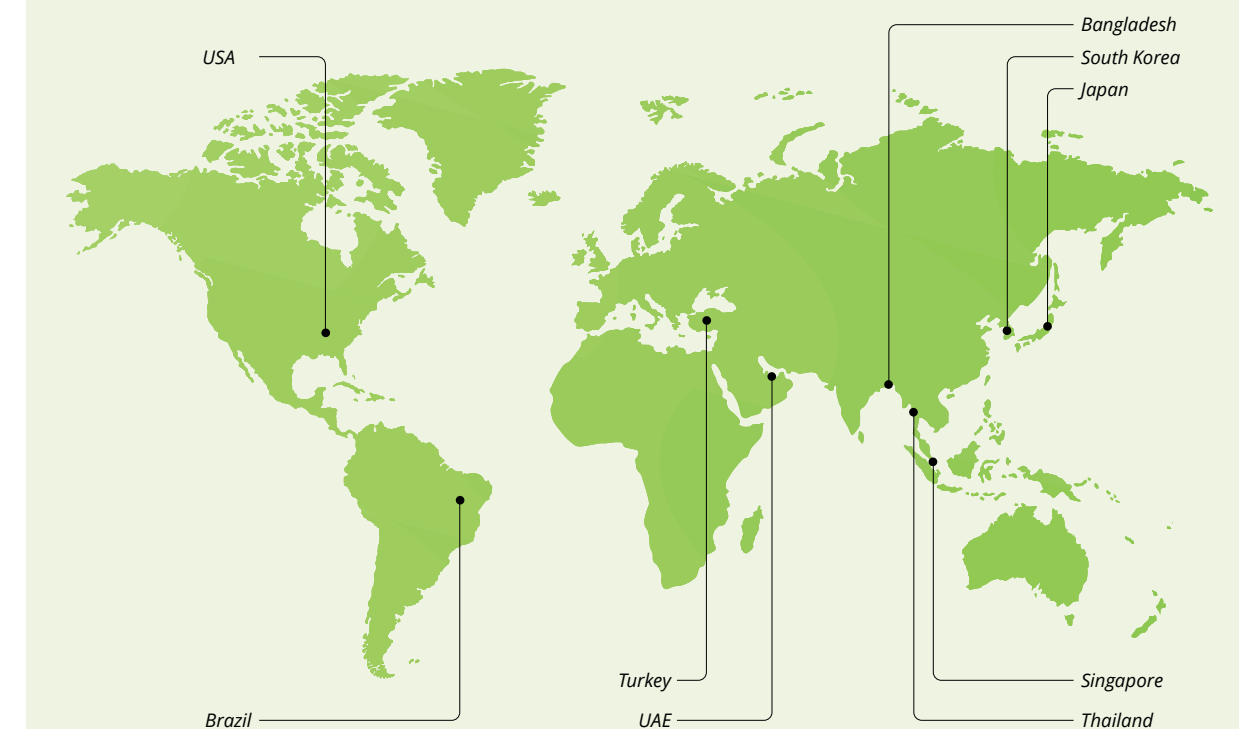 Bangladesh
USA
South Korea
Japan
Turkey
Singapore
Brazil
UAE
Thailand